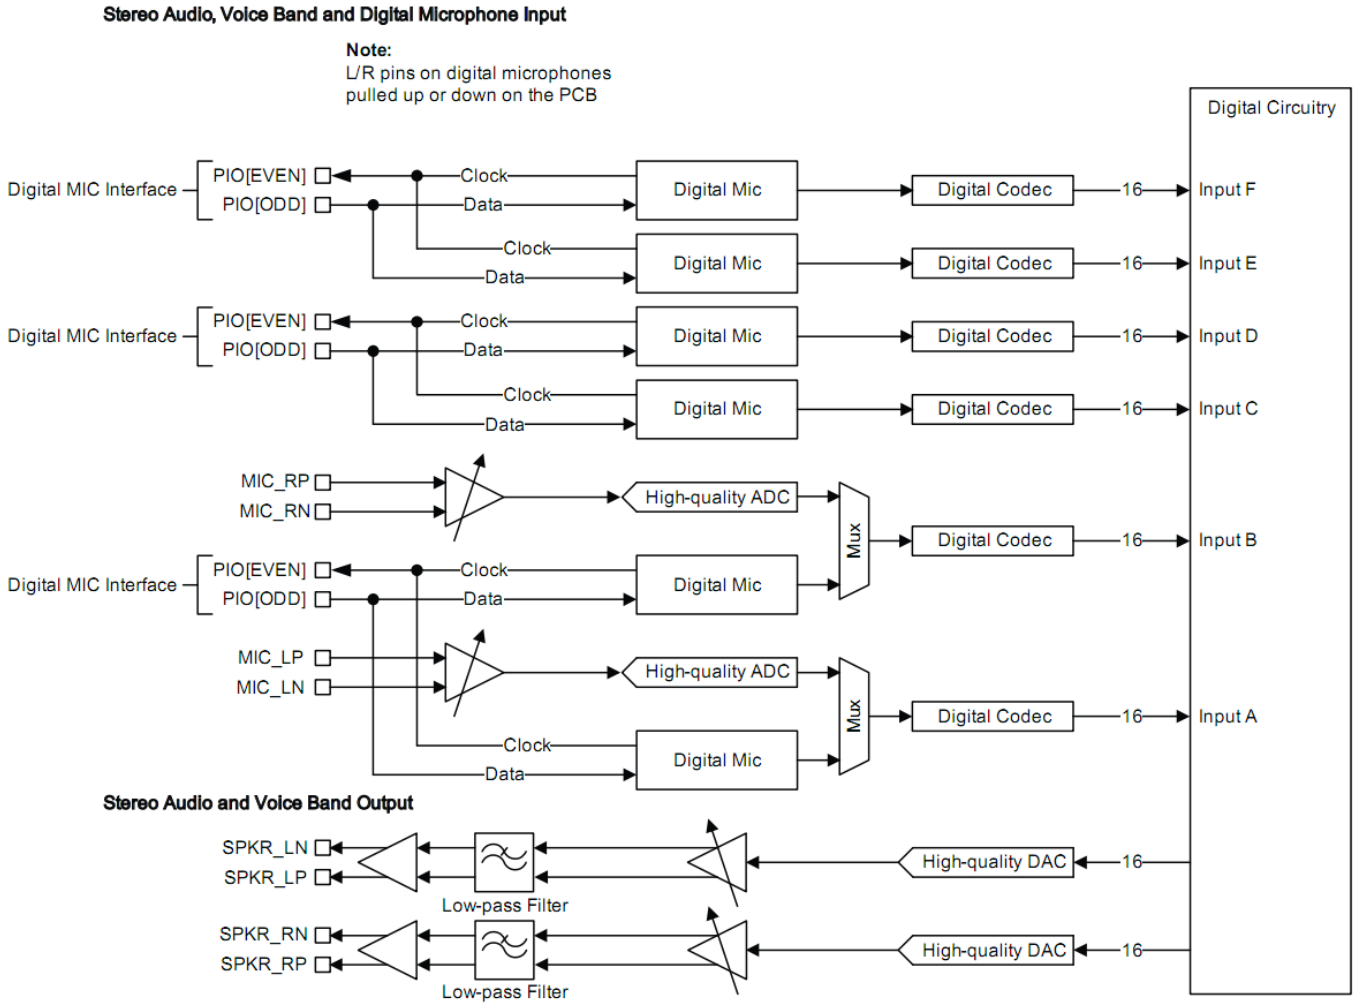 Stereo Audio, Voice Band and Digital Microphone Input
Note:
L/R pins on digital microphones
pulled up or down on the PCB
Digital Circuitry
Digital MIC Interface
PIO[EVEN]
Clock
Digital Mic
Digital Codec
16
Input F
PIO[ODD]
Data
Clock
Digital Mic
Digital Codec
16
Input E
Data
Digital MIC Interface
PIO[EVEN]
Clock
Digital Mic
Digital Codec
16
Input D
PIO[ODD]
Data
Clock
Digital Mic
Digital Codec
16
Input C
Data
MIC_RP
MIC_RN
High-quality ADC
Mux
Digital Codec
16
Input B
Digital MIC Interface
PIO[EVEN]
Clock
Digital Mic
PIO[ODD]
Data
MIC_LP
MIC_LN
High-quality ADC
Mux
Digital Codec
16
Input A
Clock
Digital Mic
Data
Stereo Audio and Voice Band Output
SPKR_LN
SPKR_LP
Low-pass Filter
High-quality DAC
16
SPKR_RN
SPKR_RP
Low-pass Filter
High-quality DAC
16